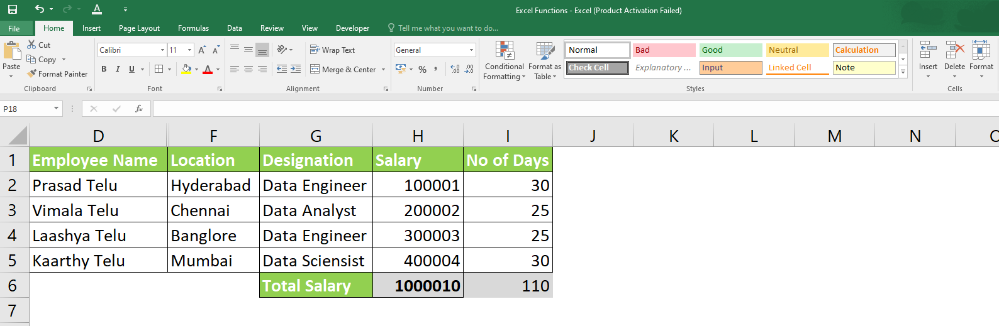 Excel Functions - Excel (Product Activation Failed)
File Home Insert Page Layout Formulas Data Review View Developer Tell me what you want to do...
Paste Cut Copy Format Painter
Calibri 11 A A
B I U A
Wrap Text
Merge & Center
General
% ,
Conditional Formatting
Format as Table
Normal Bad Good Neutral Calculation
Check Cell Explanatory ... Input Linked Cell Note
Insert Delete Format
Clipboard Font Alignment Number Styles Cells
P18 fx
D F G H I J K L M N
1 Employee Name Location Designation Salary No of Days
2 Prasad Telu Hyderabad Data Engineer 100001 30
3 Vimala Telu Chennai Data Analyst 200002 25
4 Laashya Telu Banglore Data Engineer 300003 25
5 Kaarthy Telu Mumbai Data Sciensist 400004 30
6 Total Salary 1000010 110
7